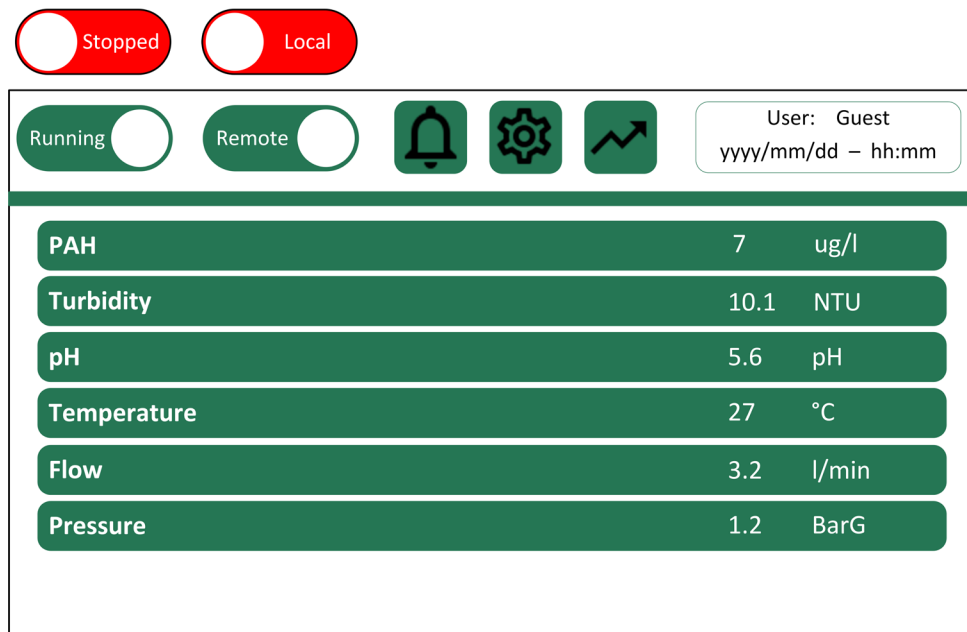 Stopped Local
Running Remote
User: Guest
yyyy/mm/dd – hh:mm
PAH 7 ug/l
Turbidity 10.1 NTU
pH 5.6 pH
Temperature 27 °C
Flow 3.2 l/min
Pressure 1.2 BarG